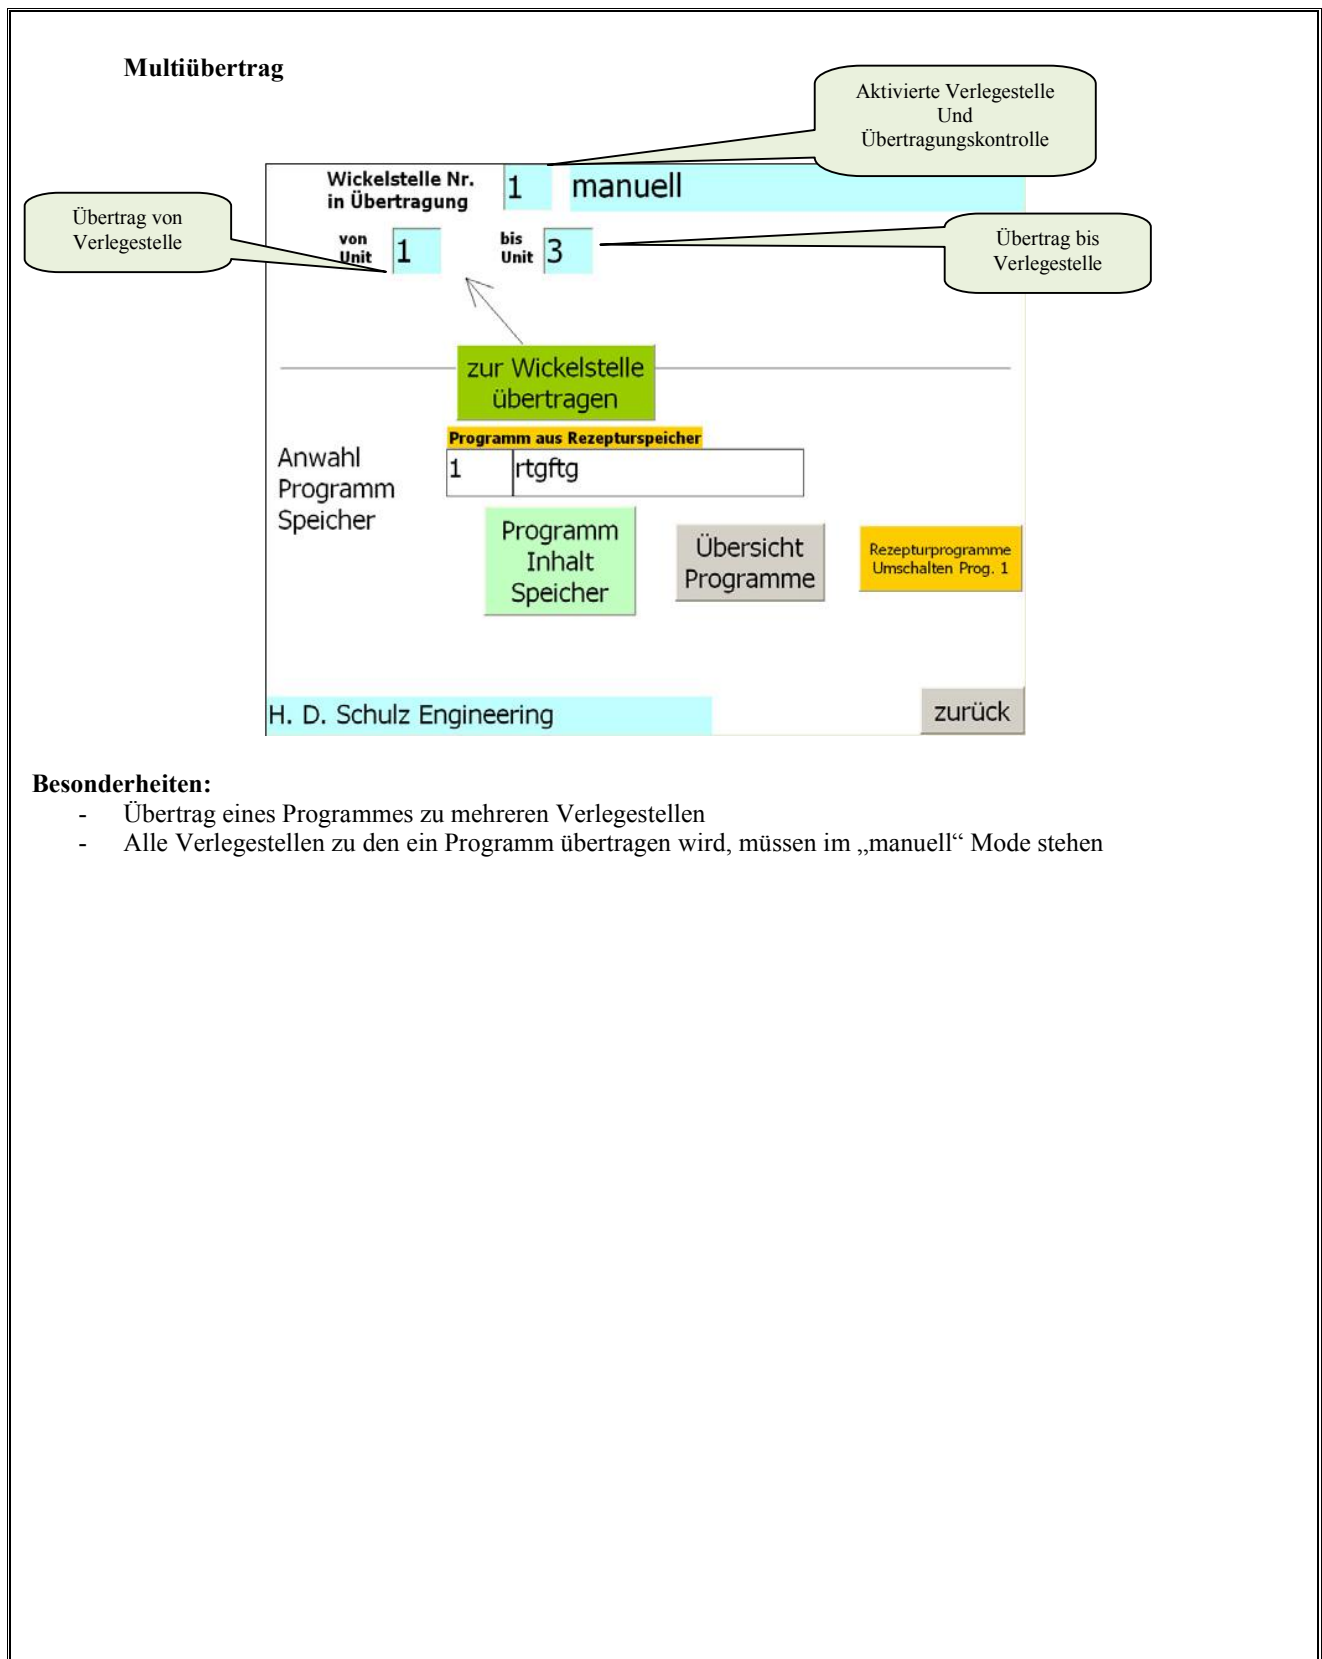 Multiübertrag
Aktivierte Verlegestelle
Und
Übertragungskontrolle
Wickelstelle Nr.
in Übertragung
1
manuell
Übertrag von
Verlegestelle
von
Unit
1
bis
Unit
3
Übertrag bis
Verlegestelle
zur Wickelstelle
übertragen
Programm aus Rezepturspeicher
Anwahl
Programm
Speicher
1
rtgftg
Programm
Inhalt
Speicher
Übersicht
Programme
Rezepturprogramme
Umschalten Prog. 1
H. D. Schulz Engineering
zurück
Besonderheiten:
- Übertrag eines Programmes zu mehreren Verlegestellen
- Alle Verlegestellen zu den ein Programm übertragen wird, müssen im „manuell“ Mode stehen